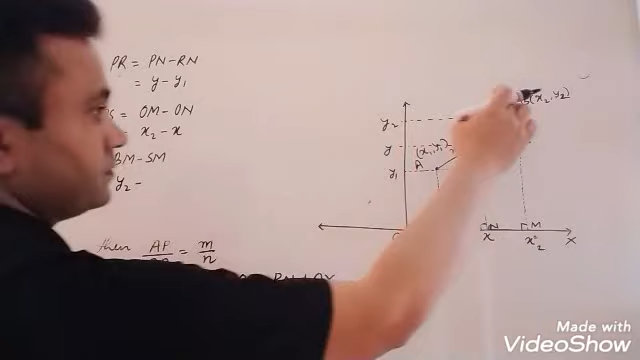 PR = PN-RN
= y-y₁
= OM-ON
= x₂-x
BM-SM
y₂-
then AP = m
n
B(x₂, y₂)
y₂
y
(x₁, y₁)
y₁
A
N
M
x
x₂
X
Made with
VideoShow